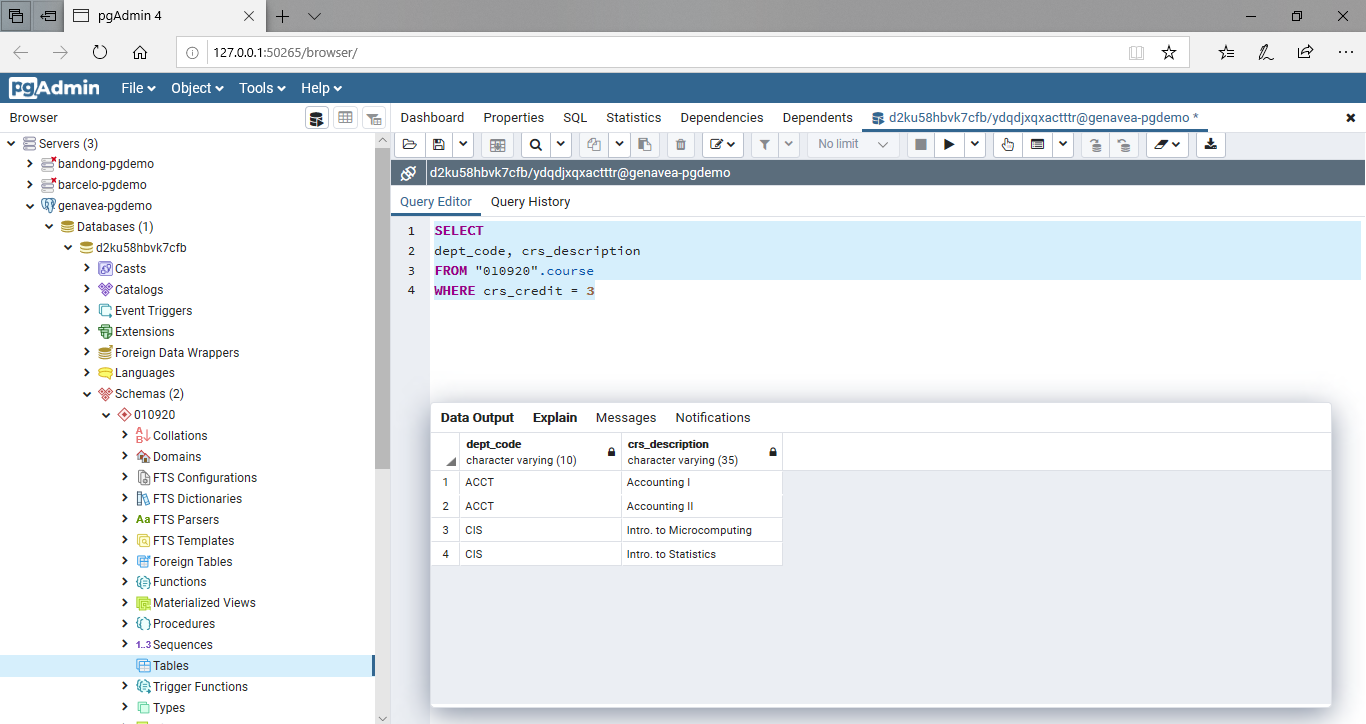 pgAdmin 4
127.0.0.1:50265/browser/
pgAdmin File Object Tools Help
Browser
Dashboard Properties SQL Statistics Dependencies Dependents d2ku58hbvk7cfb/ydqdjxqxactttr@genavea-pgdemo *
No limit
d2ku58hbvk7cfb/ydqdjxqxactttr@genavea-pgdemo
Query Editor Query History
Servers (3)
bandong-pgdemo
barcelo-pgdemo
genavea-pgdemo
Databases (1)
d2ku58hbvk7cfb
Casts
Catalogs
Event Triggers
Extensions
Foreign Data Wrappers
Languages
Schemas (2)
010920
Collations
Domains
FTS Configurations
FTS Dictionaries
Aa FTS Parsers
FTS Templates
Foreign Tables
Functions
Materialized Views
Procedures
1..3 Sequences
Tables
Trigger Functions
Types
1 SELECT
2 dept_code, crs_description
3 FROM "010920".course
4 WHERE crs_credit = 3
Data Output Explain Messages Notifications
dept_code crs_description
character varying (10) character varying (35)
1 ACCT Accounting I
2 ACCT Accounting II
3 CIS Intro. to Microcomputing
4 CIS Intro. to Statistics